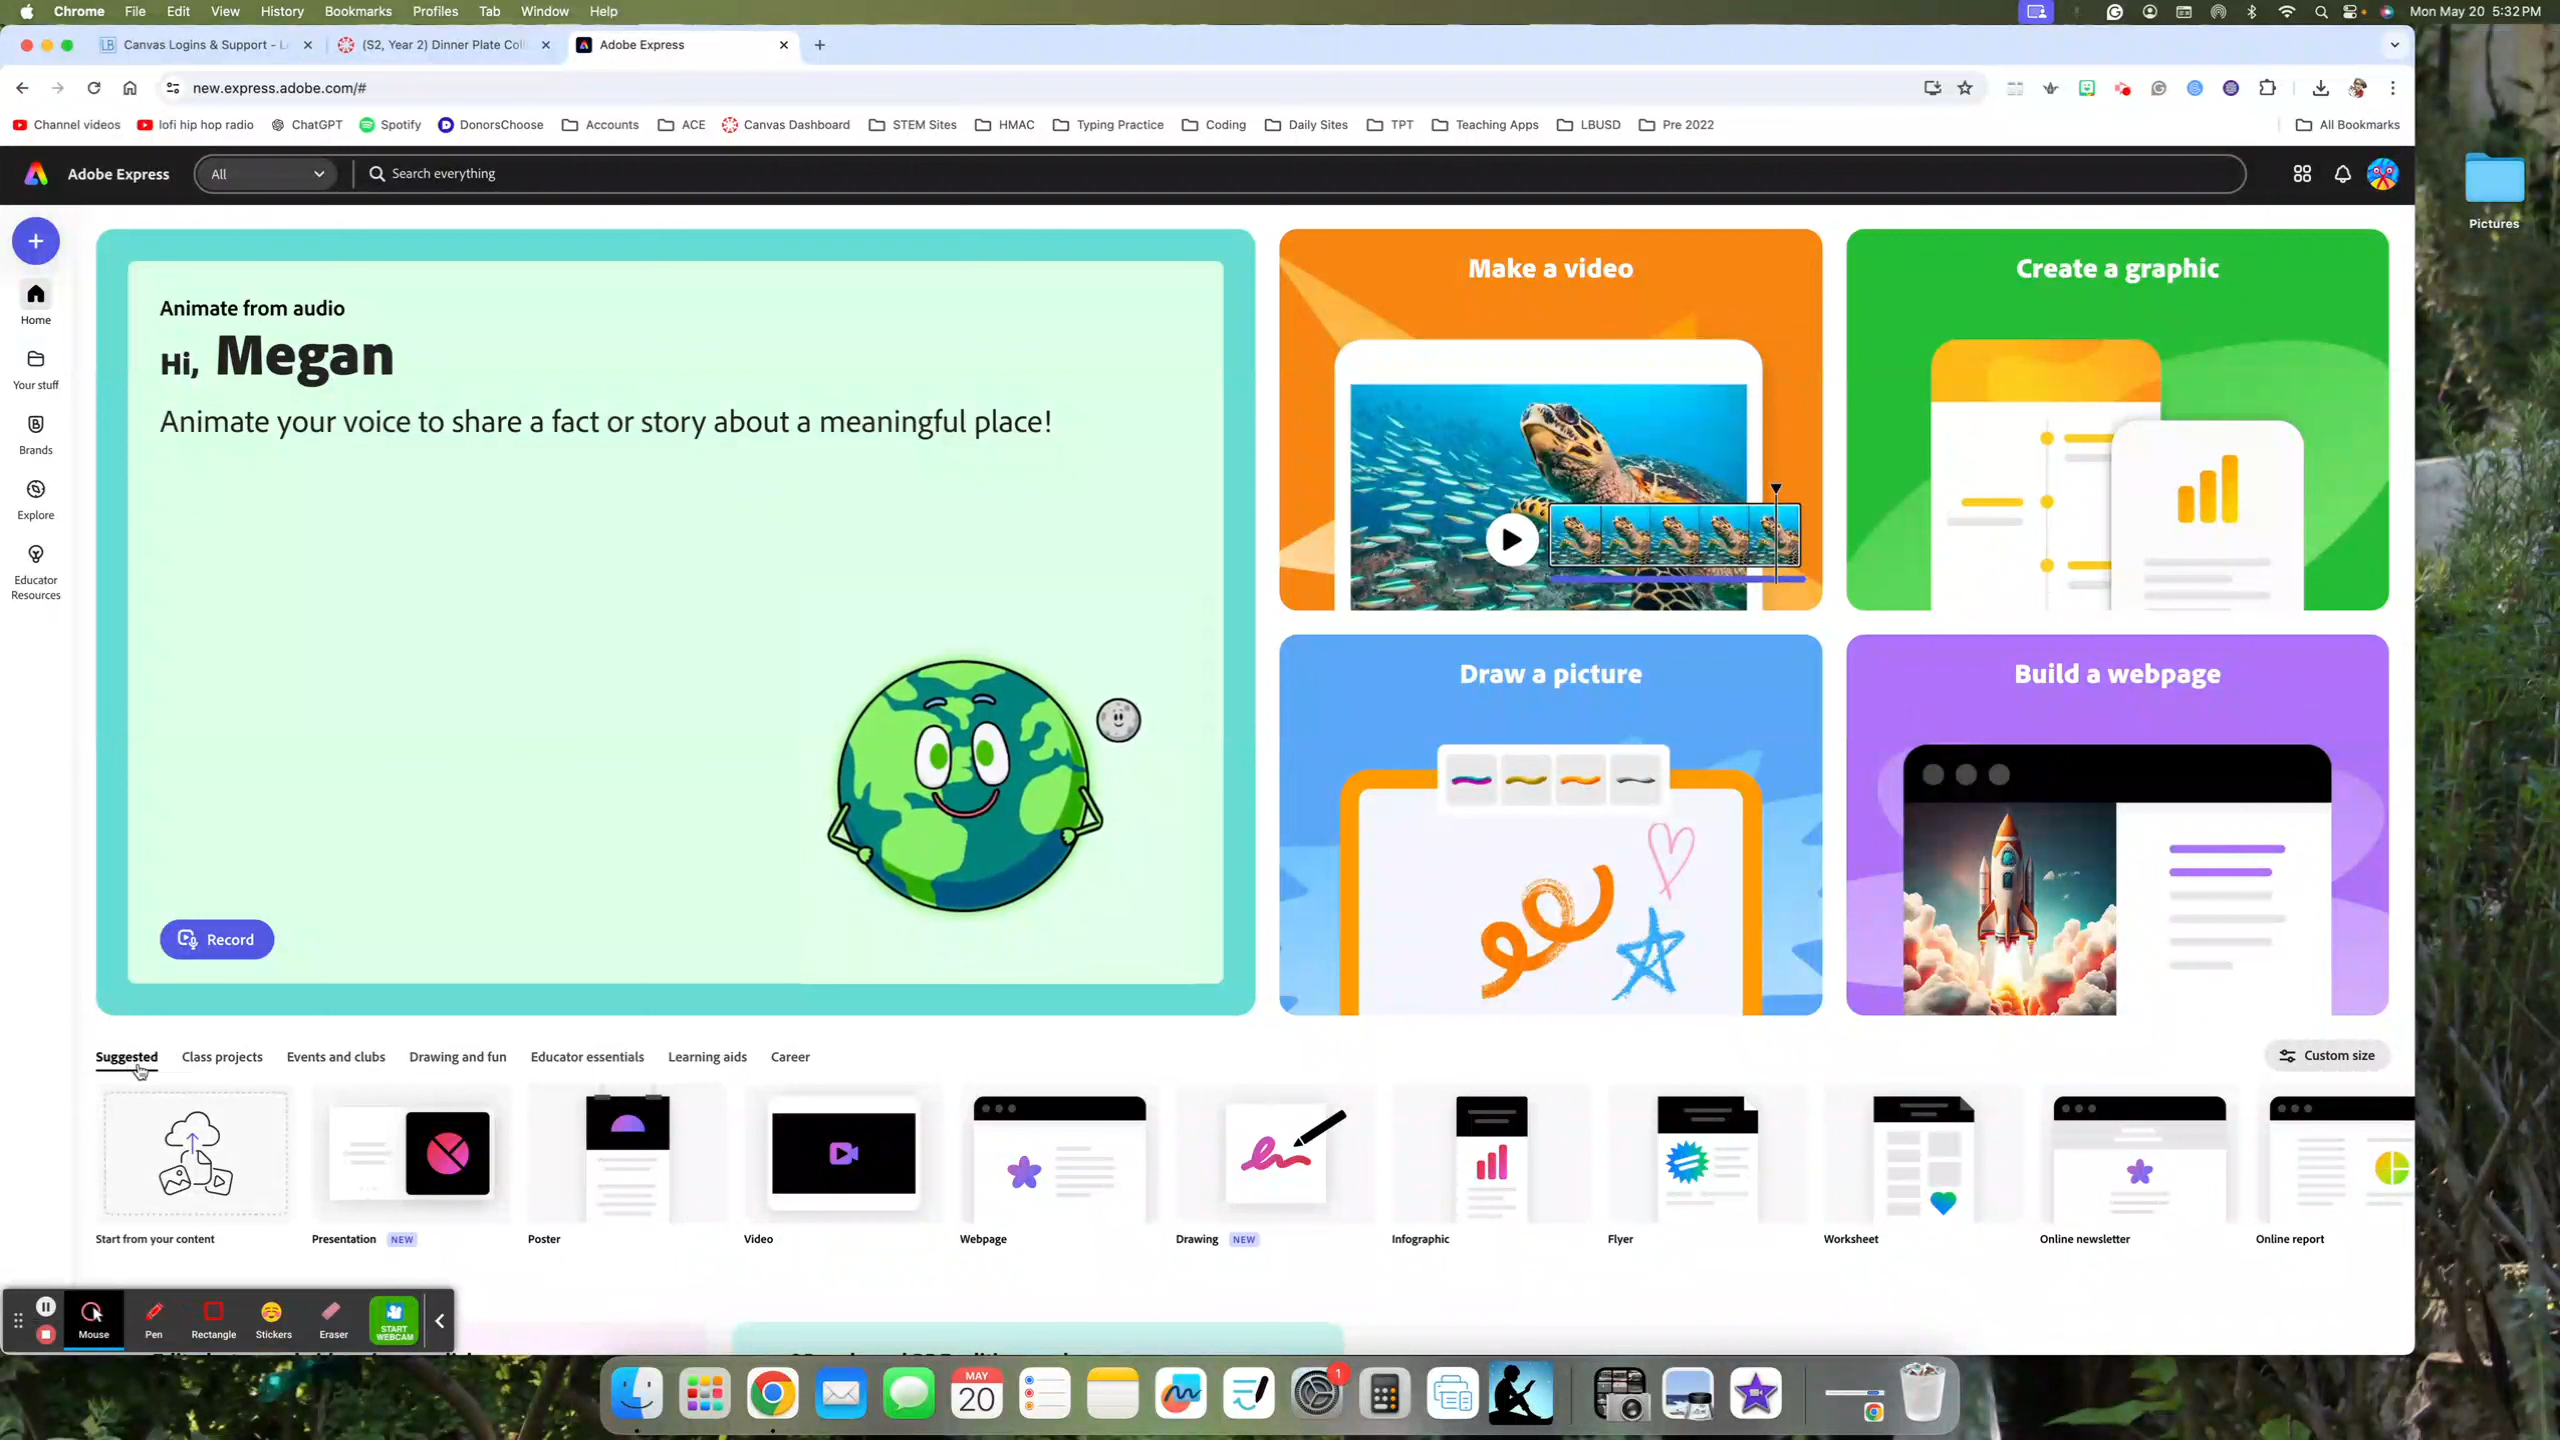 Chrome File Edit View History Bookmarks Profiles Tab Window Help
Mon May 20 5:32 PM
Canvas Logins & Support - L
(S2, Year 2) Dinner Plate Coll
Adobe Express
new.express.adobe.com/#
Channel videos lofi hip hop radio ChatGPT Spotify DonorsChoose Accounts ACE Canvas Dashboard STEM Sites HMAC Typing Practice Coding Daily Sites TPT Teaching Apps LBUSD Pre 2022 All Bookmarks
Adobe Express
All
Search everything
Pictures
Home
Your stuff
Brands
Explore
Educator
Resources
Animate from audio
Hi, Megan
Animate your voice to share a fact or story about a meaningful place!
Record
Make a video
Create a graphic
Draw a picture
Build a webpage
Suggested Class projects Events and clubs Drawing and fun Educator essentials Learning aids Career
Custom size
Start from your content
Presentation NEW
Poster
Video
Webpage
Drawing NEW
Infographic
Flyer
Worksheet
Online newsletter
Online report
Mouse Pen Rectangle Stickers Eraser
START
WEBCAM
MAY
20
1